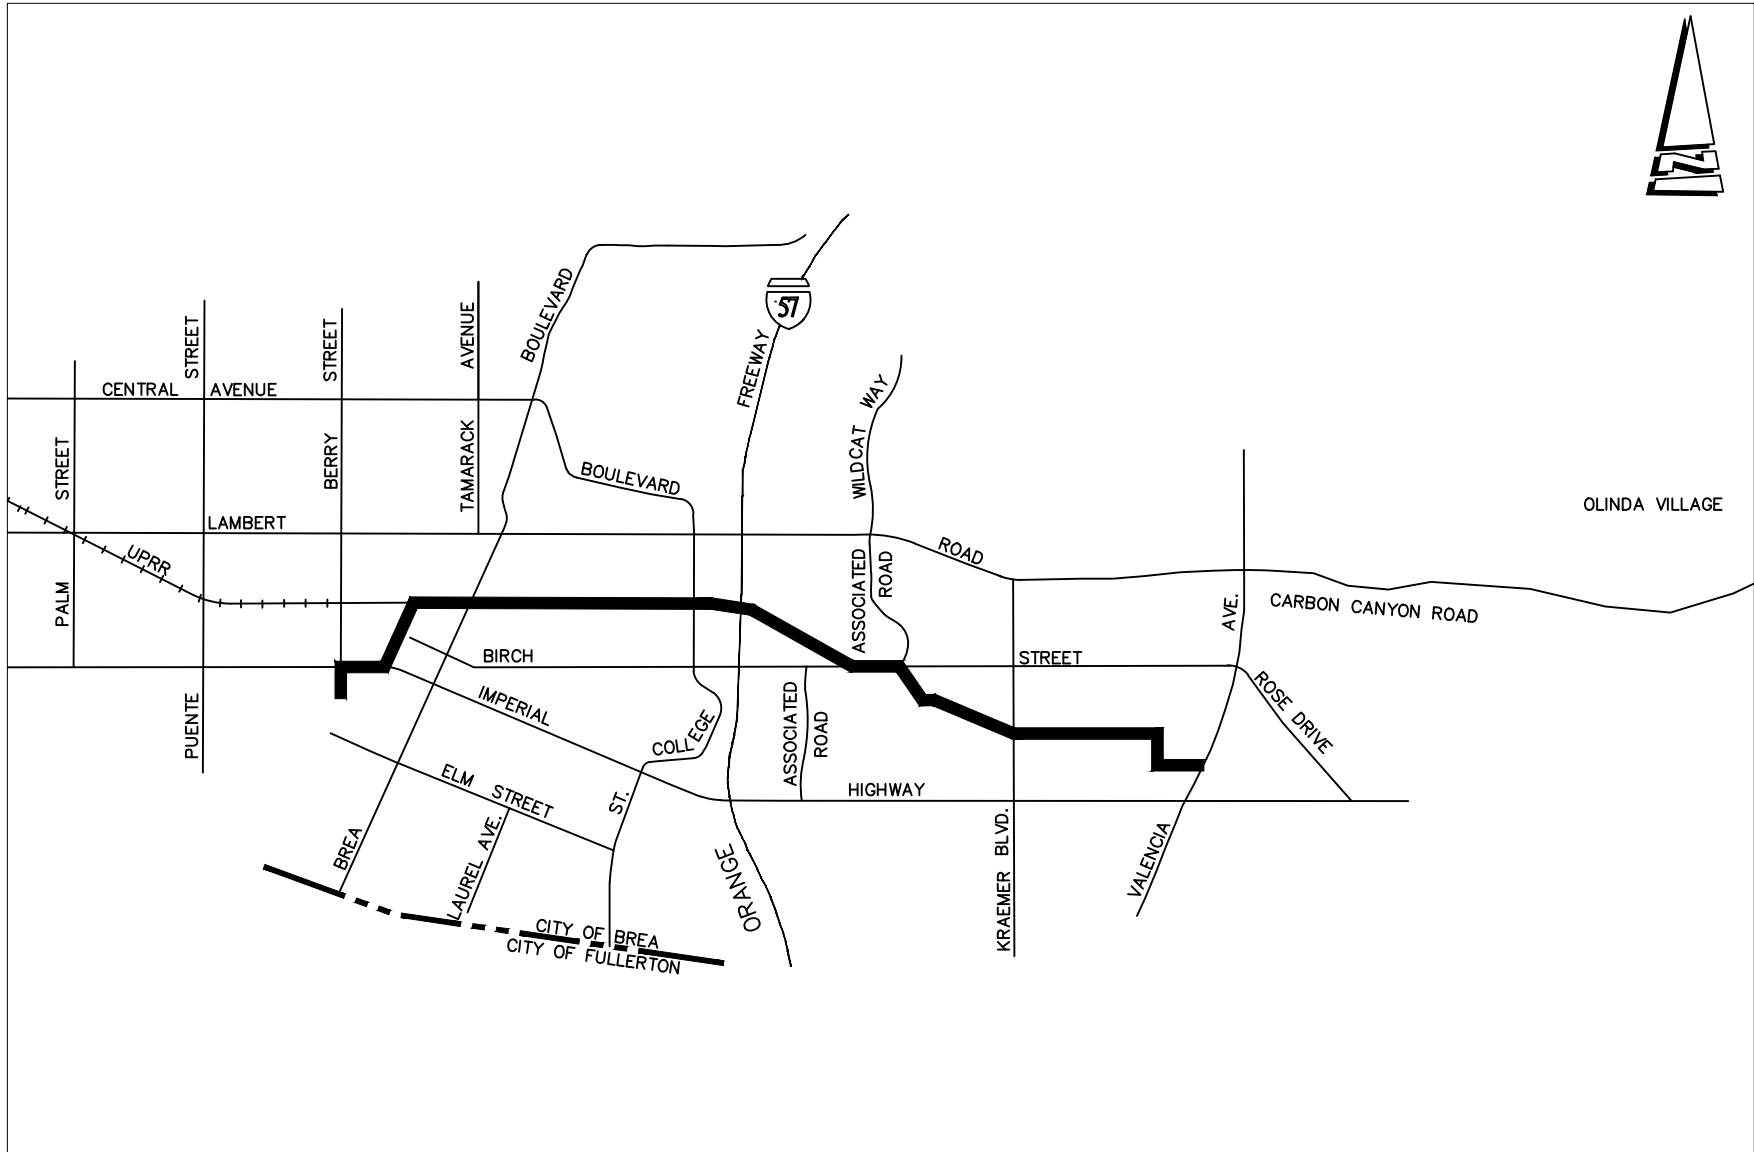 N
BOULEVARD
57
STREET
STREET
AVENUE
FREEWAY
CENTRAL AVENUE
WAY
STREET
BERRY
TAMARACK
BOULEVARD
WILDCAT
OLINDA VILLAGE
LAMBERT
ROAD
UPRR
PALM
ASSOCIATED
ROAD
AVE.
CARBON CANYON ROAD
BIRCH
STREET
PUENTE
IMPERIAL
COLLEGE
ASSOCIATED
ROAD
ROSE DRIVE
ELM STREET
ST.
HIGHWAY
BREA
LAUREL AVE.
ORANGE
KRAEMER BLVD.
VALENCIA
CITY OF BREA
CITY OF FULLERTON